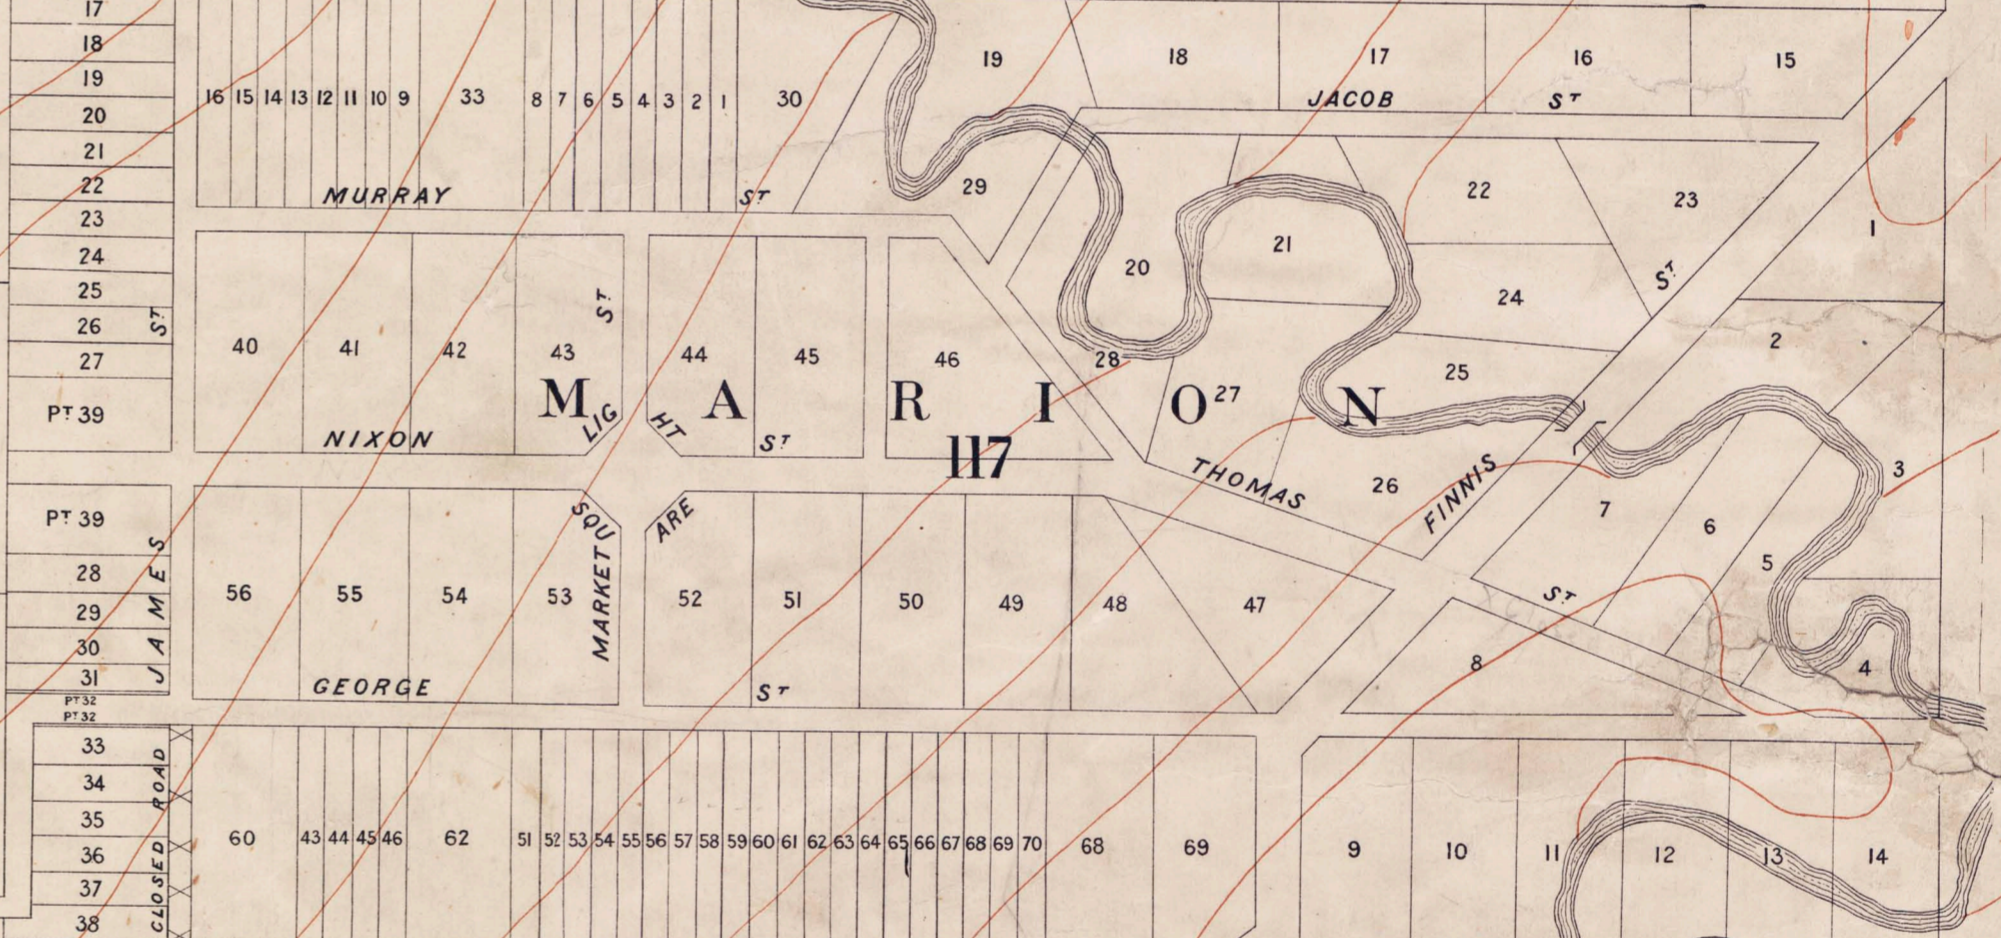 17
18
19
20
21
22
23
24
25
26
27
PT 39
PT 39
28
29
30
31
PT 32
PT 32
33
34
35
36
37
38
JAMES ST
CLOSED ROAD
16 15 14 13 12 11 10 9 33 8 7 6 5 4 3 2 1 30
MURRAY ST
19 18 17 16 15
JACOB ST
29 20 21 22 23 1
24
28 27 25 2
26
3
7 6 5
4
8
40 41 42 43 44 45 46
MARION
117
NIXON ST
LIGHT
SQUARE
MARKET ST
THOMAS ST
FINNIS ST
56 55 54 53 52 51 50 49 48 47
GEORGE ST
60 43 44 45 46 62 51 52 53 54 55 56 57 58 59 60 61 62 63 64 65 66 67 68 69 70 68 69 9 10 11 12 13 14